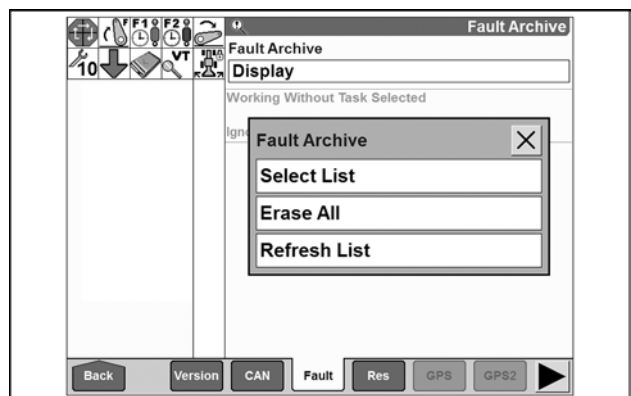 F F1 F2
10 VT
Fault Archive
Fault Archive
Display
Working Without Task Selected
Fault Archive
Select List
Erase All
Refresh List
Back Version CAN Fault Res GPS GPS2